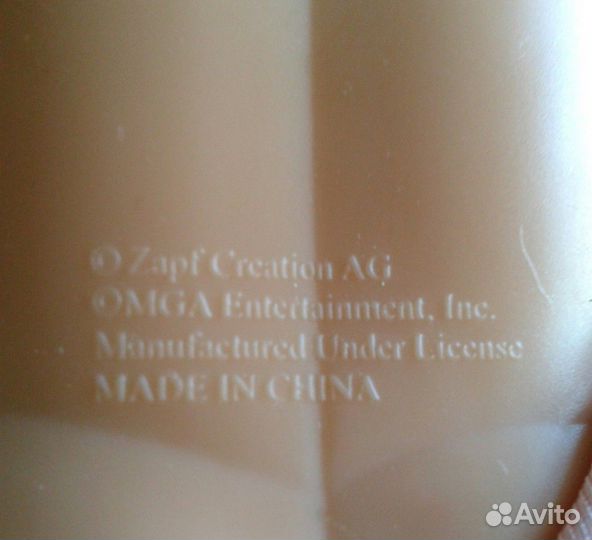 © Zapf Creation AG
©MGA Entertainment, Inc.
Manufactured Under License
MADE IN CHINA
Avito